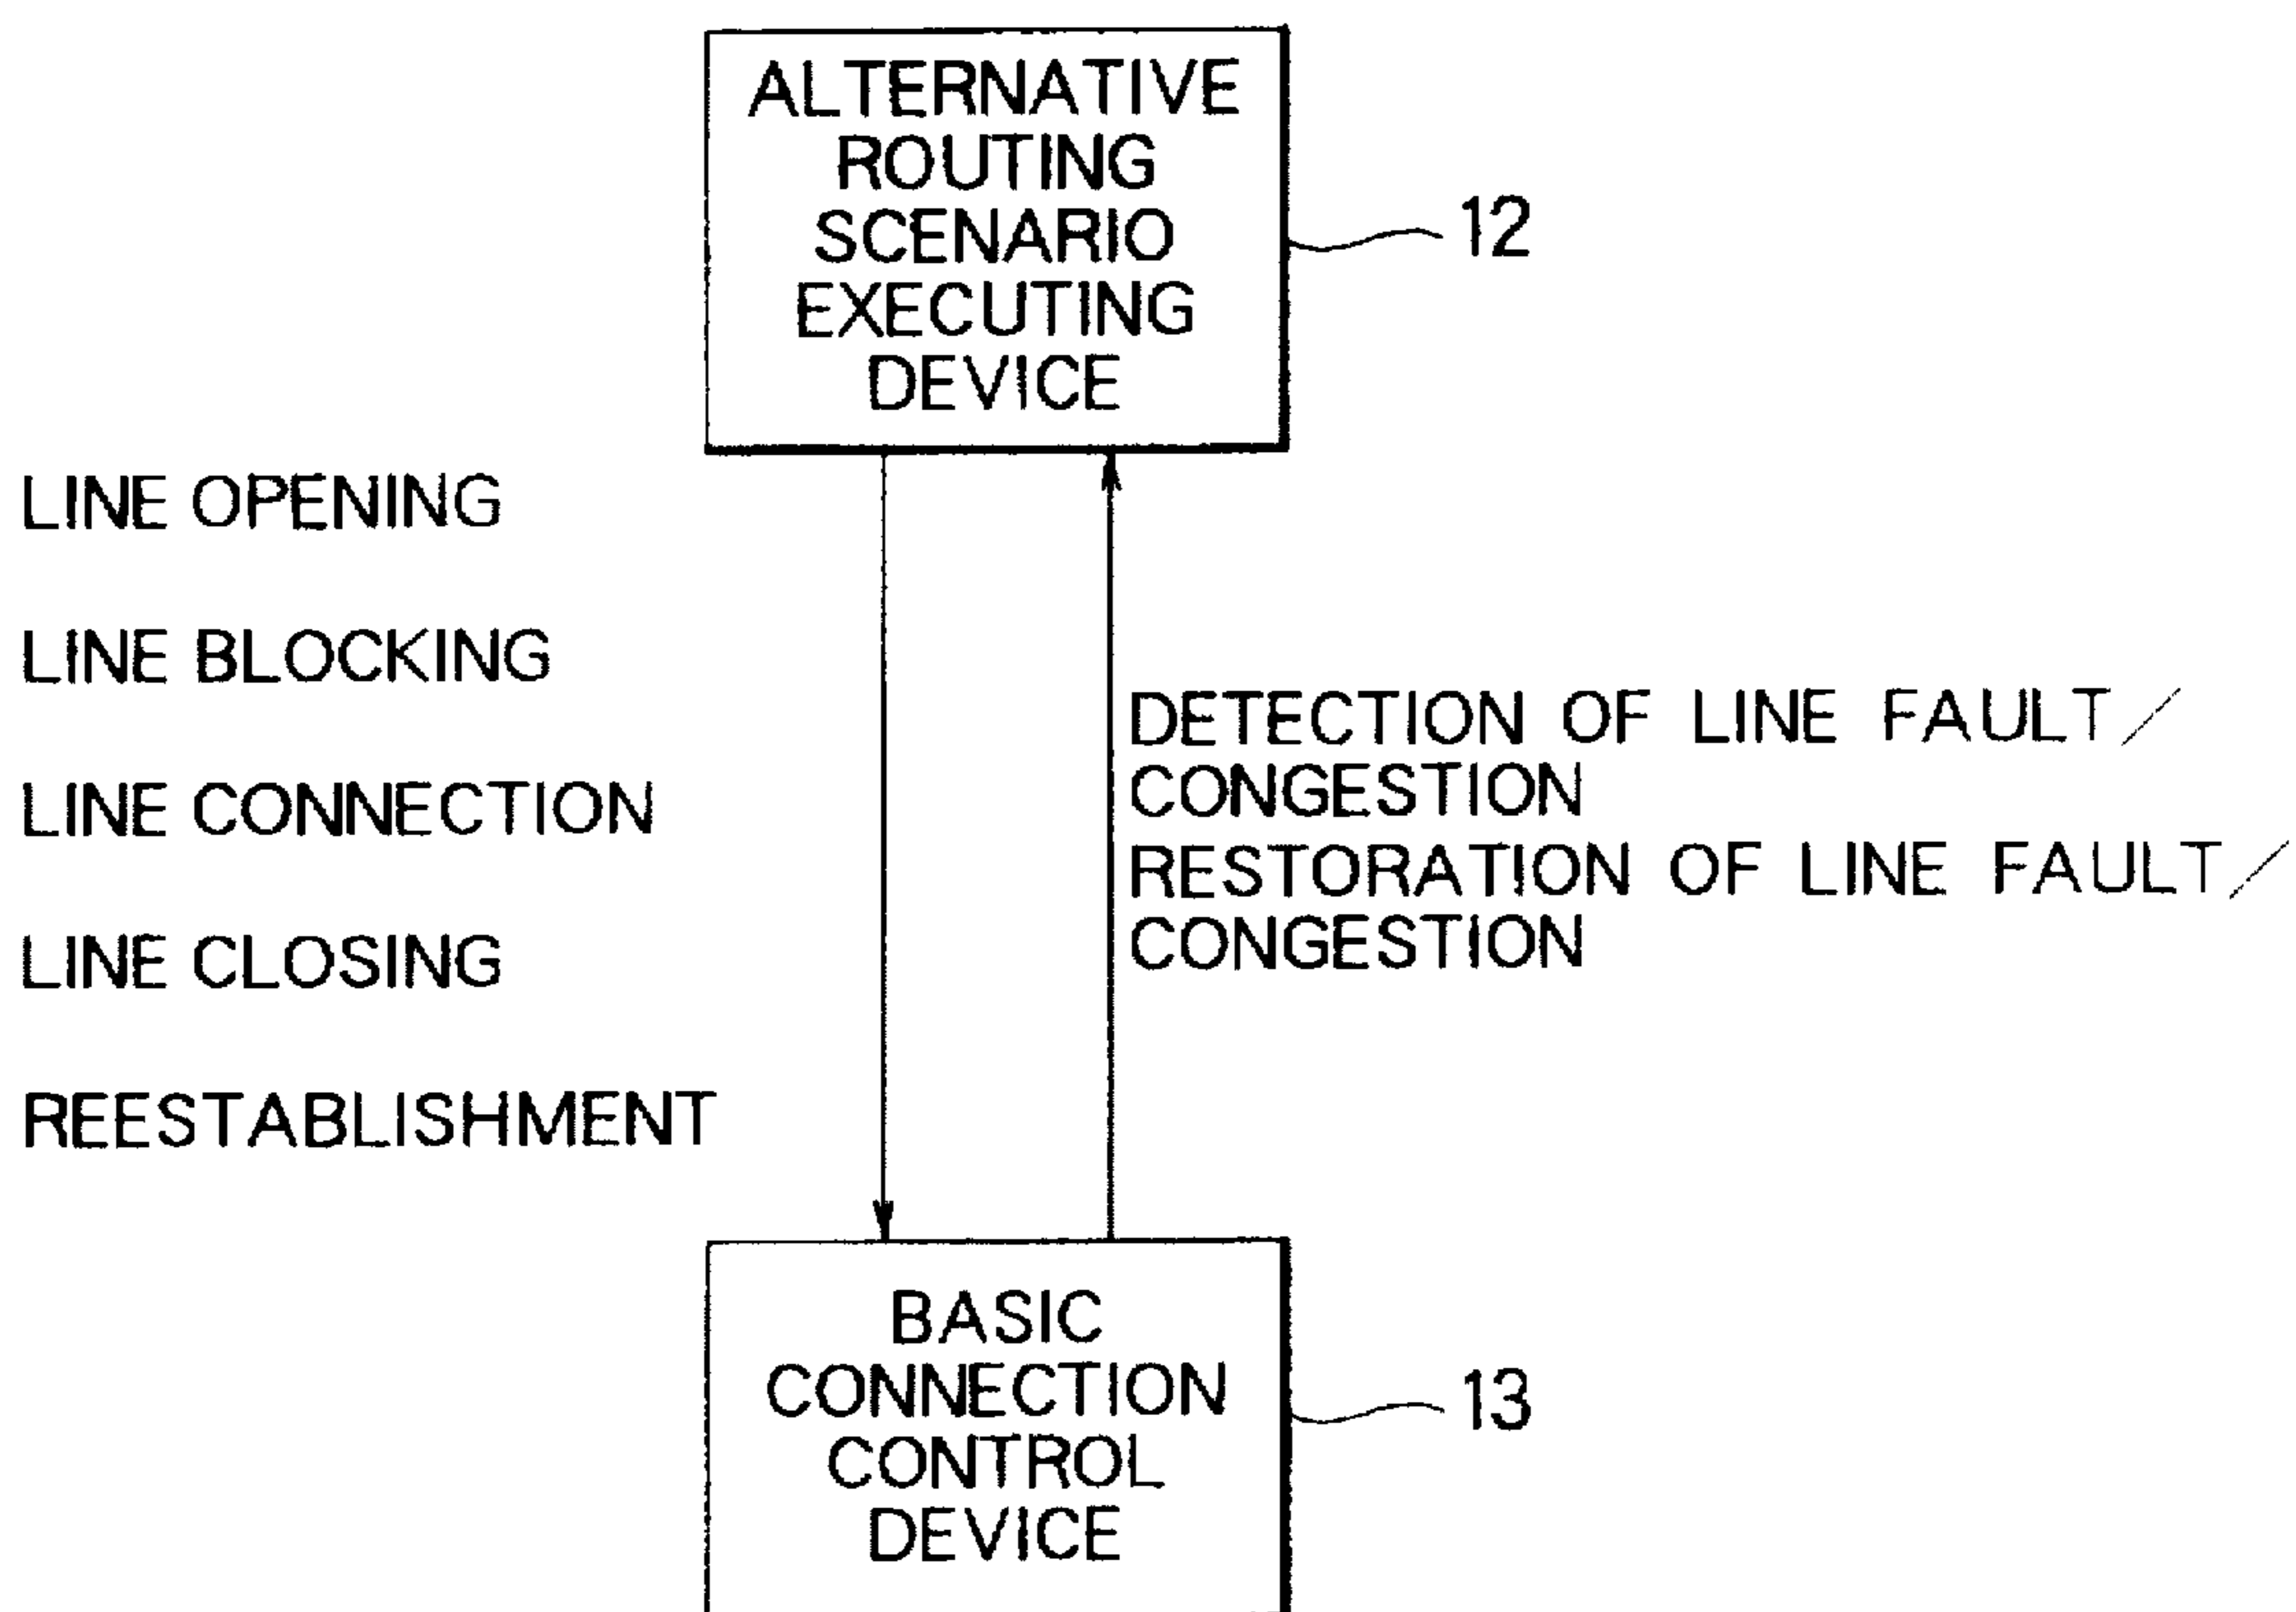 ALTERNATIVE
ROUTING
SCENARIO
EXECUTING
DEVICE
12
LINE OPENING
LINE BLOCKING
LINE CONNECTION
LINE CLOSING
REESTABLISHMENT
DETECTION OF LINE FAULT/
CONGESTION
RESTORATION OF LINE FAULT/
CONGESTION
BASIC
CONNECTION
CONTROL
DEVICE
13